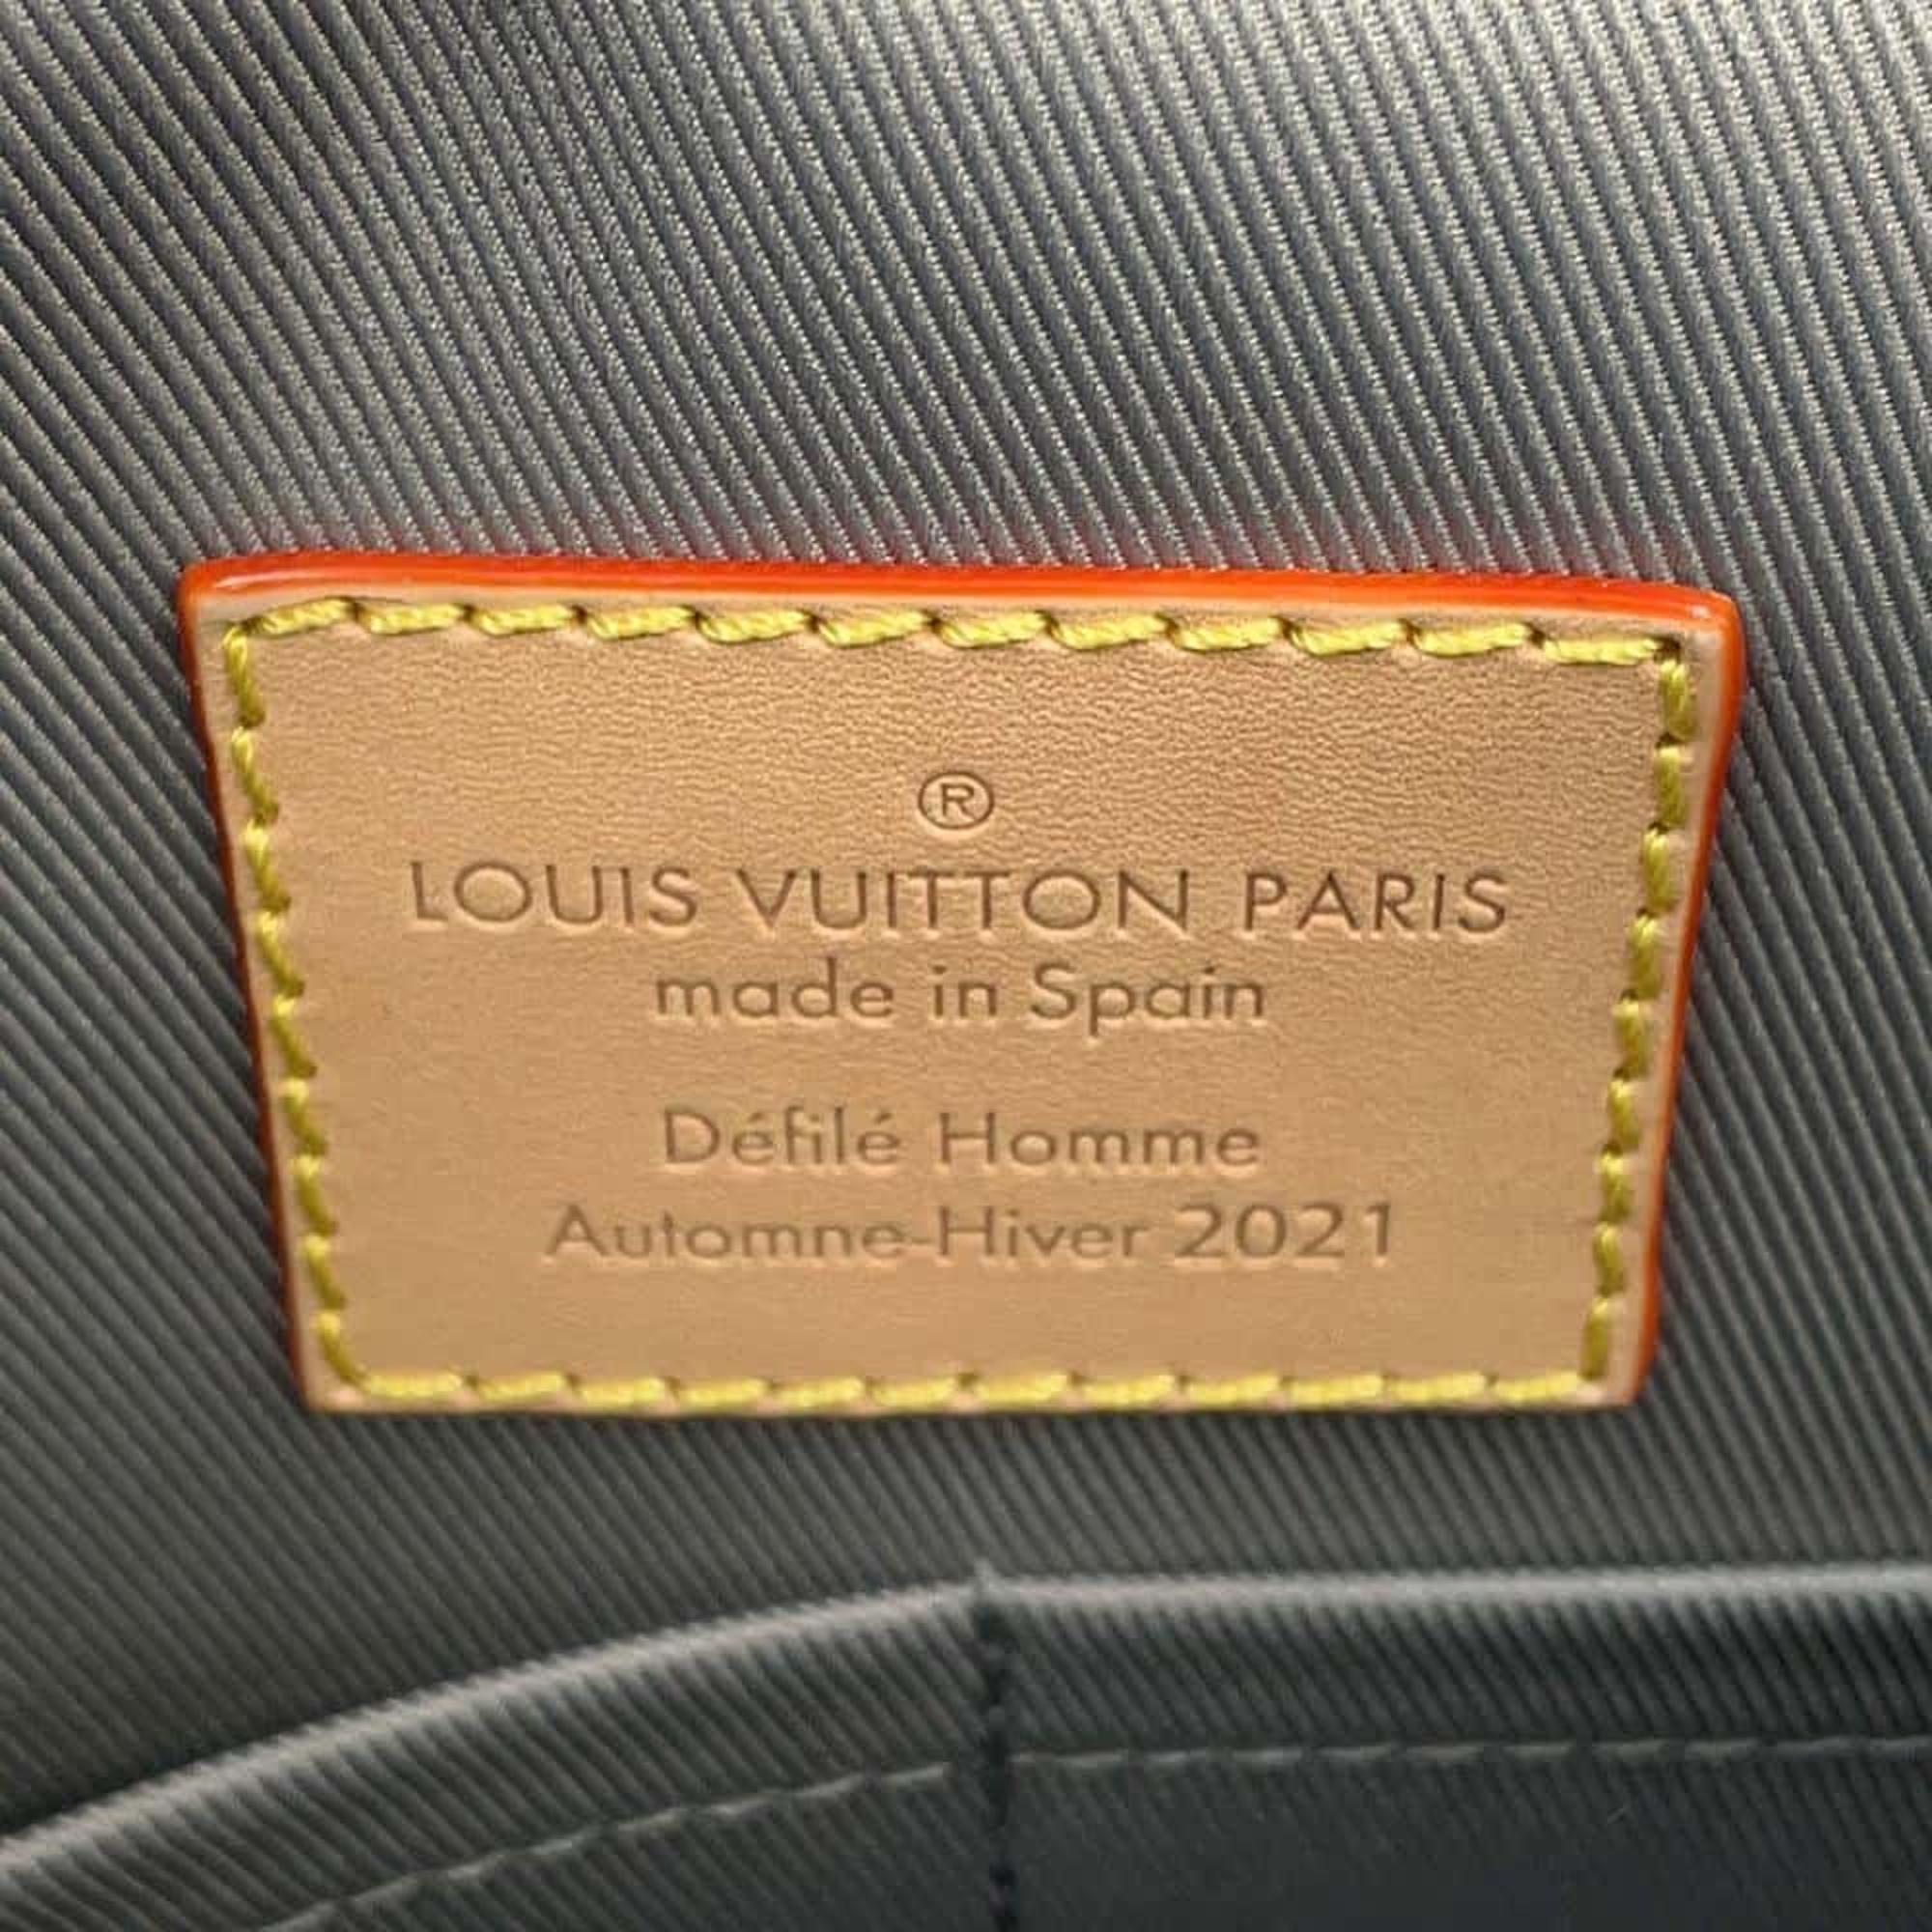 ®
LOUIS VUITTON PARIS
made in Spain
Défilé Homme
Automne-Hiver 2021